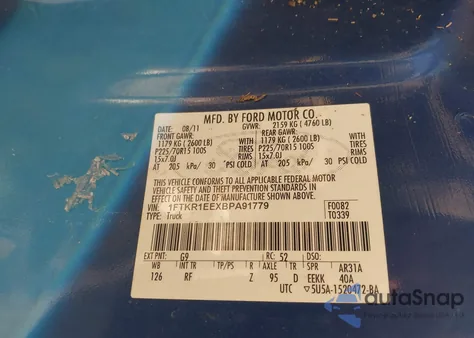 MFD. BY FORD MOTOR CO.
DATE: 08/11 GVWR: 2159 KG (4760 LB)
FRONT GAWR: REAR GAWR:
1179 KG (2600 LB) 1179 KG (2600 LB)
P225/70R15 100S TIRES P225/70R15 100S TIRES
15x7.0J RIMS 15x7.0J RIMS
AT 205 kPa/ 30 PSI COLD AT 205 kPa/ 30 PSI COLD
THIS VEHICLE CONFORMS TO ALL APPLICABLE FEDERAL MOTOR
VEHICLE SAFETY AND THEFT PREVENTION STANDARDS IN
EFFECT ON THE DATE OF MANUFACTURE SHOWN ABOVE.
VIN: 1FTKR1EEXBPA91779 F0082
TYPE: Truck T0339
EXT PNT: G9 RC: 52 DSO:
WB INT TR TP/PS R AXLE TR SPR AR31A
126 RF Z 95 D EEKK 40A
UTC 5U5A-1520472-BA
autaSnap